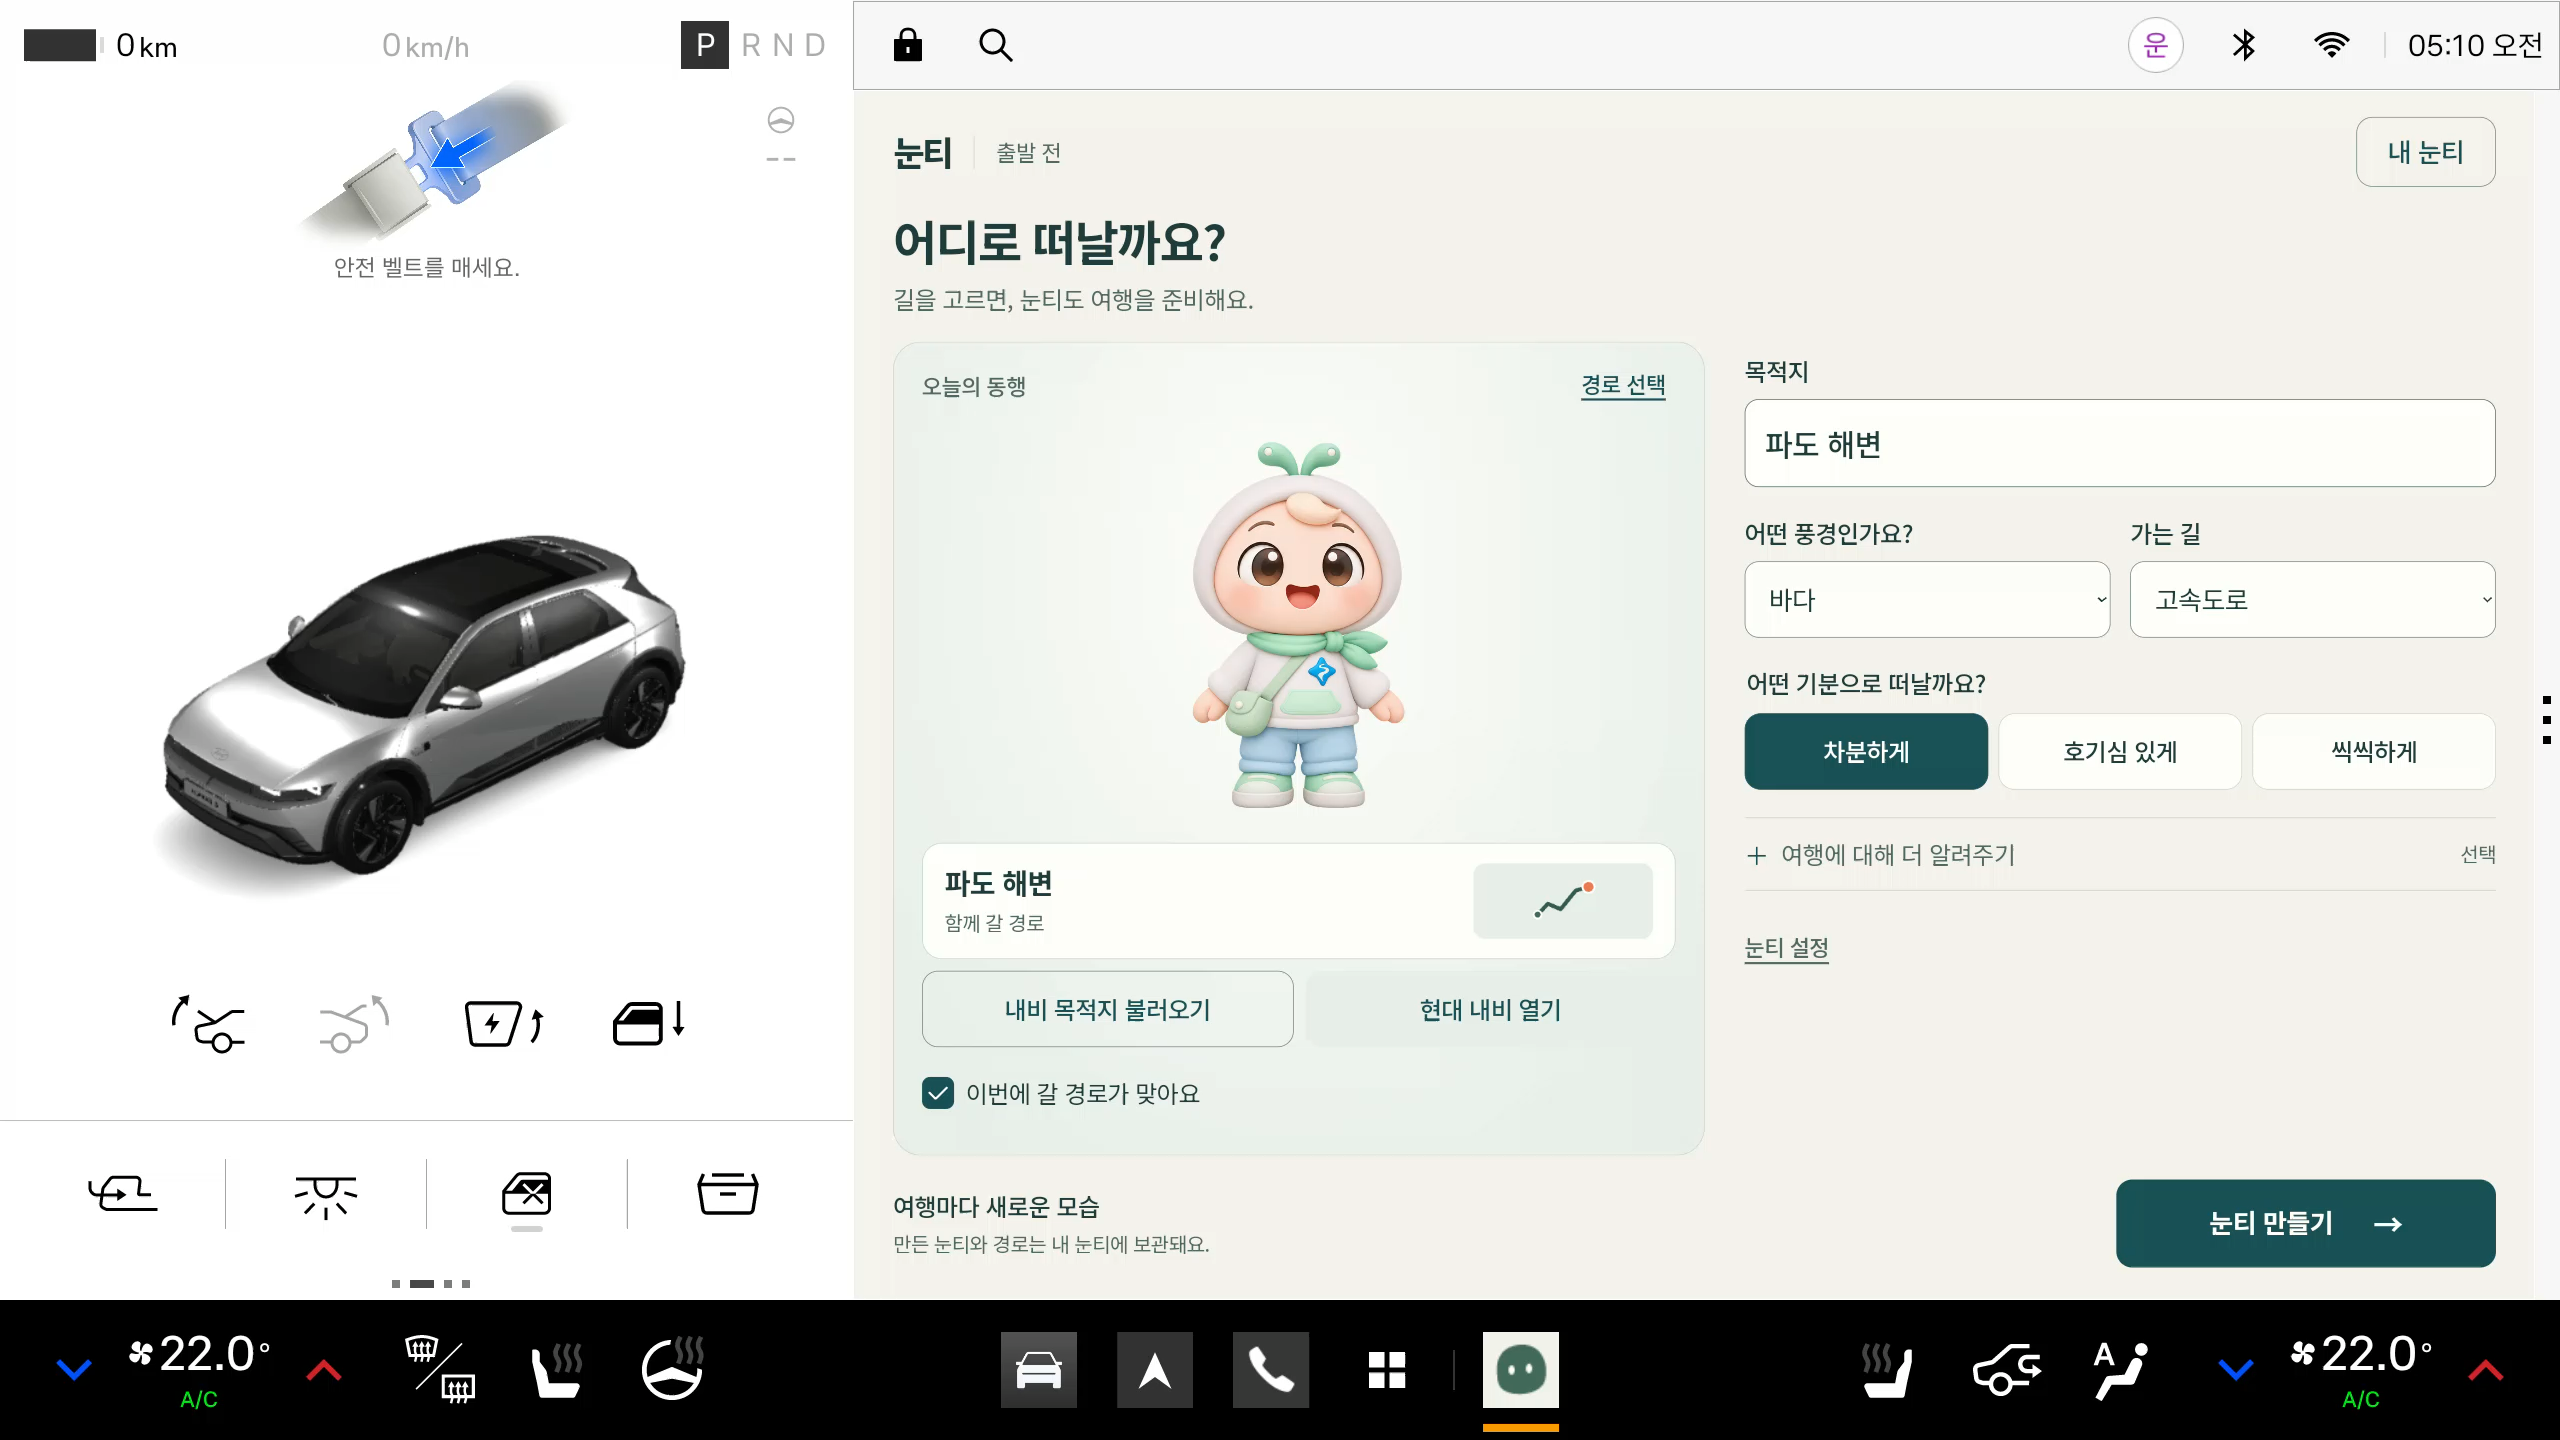 0 km
0 km/h
P R N D
운
05:10 오전
안전 벨트를 매세요.
눈티
출발 전
내 눈티
어디로 떠날까요?
길을 고르면, 눈티도 여행을 준비해요.
오늘의 동행
경로 선택
파도 해변
함께 갈 경로
내비 목적지 불러오기
현대 내비 열기
이번에 갈 경로가 맞아요
목적지
파도 해변
어떤 풍경인가요?
가는 길
바다
고속도로
어떤 기분으로 떠날까요?
차분하게
호기심 있게
씩씩하게
+ 여행에 대해 더 알려주기
선택
눈티 설정
여행마다 새로운 모습
만든 눈티와 경로는 내 눈티에 보관돼요.
눈티 만들기 →
22.0°
A/C
A
22.0°
A/C